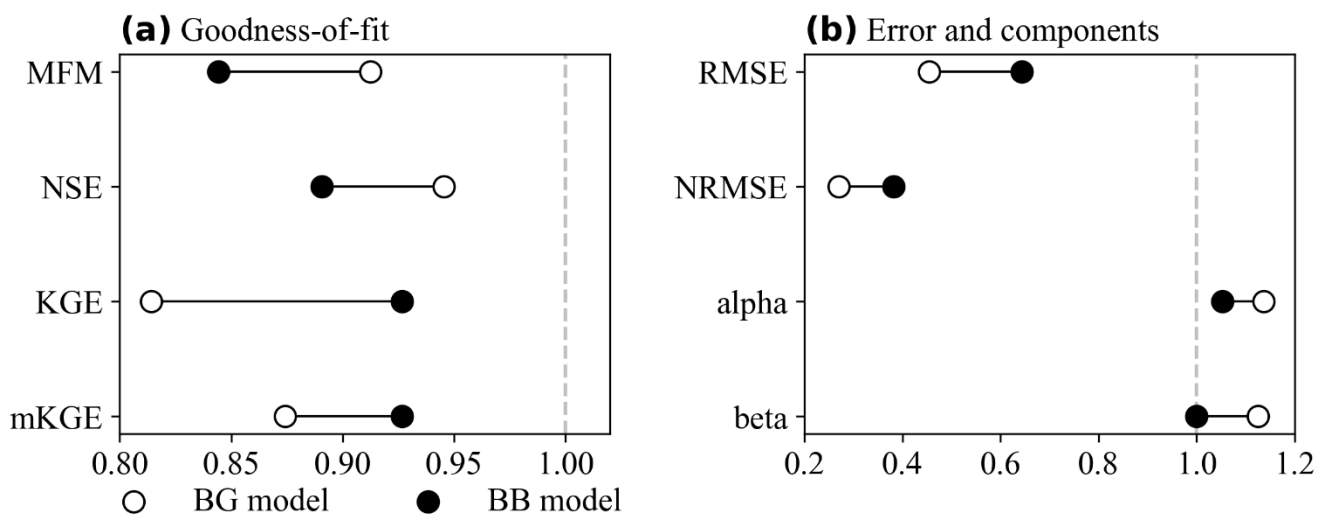 (a) Goodness-of-fit
MFM
NSE
KGE
mKGE
0.80 0.85 0.90 0.95 1.00
(b) Error and components
RMSE
NRMSE
alpha
beta
0.2 0.4 0.6 0.8 1.0 1.2
BG model BB model